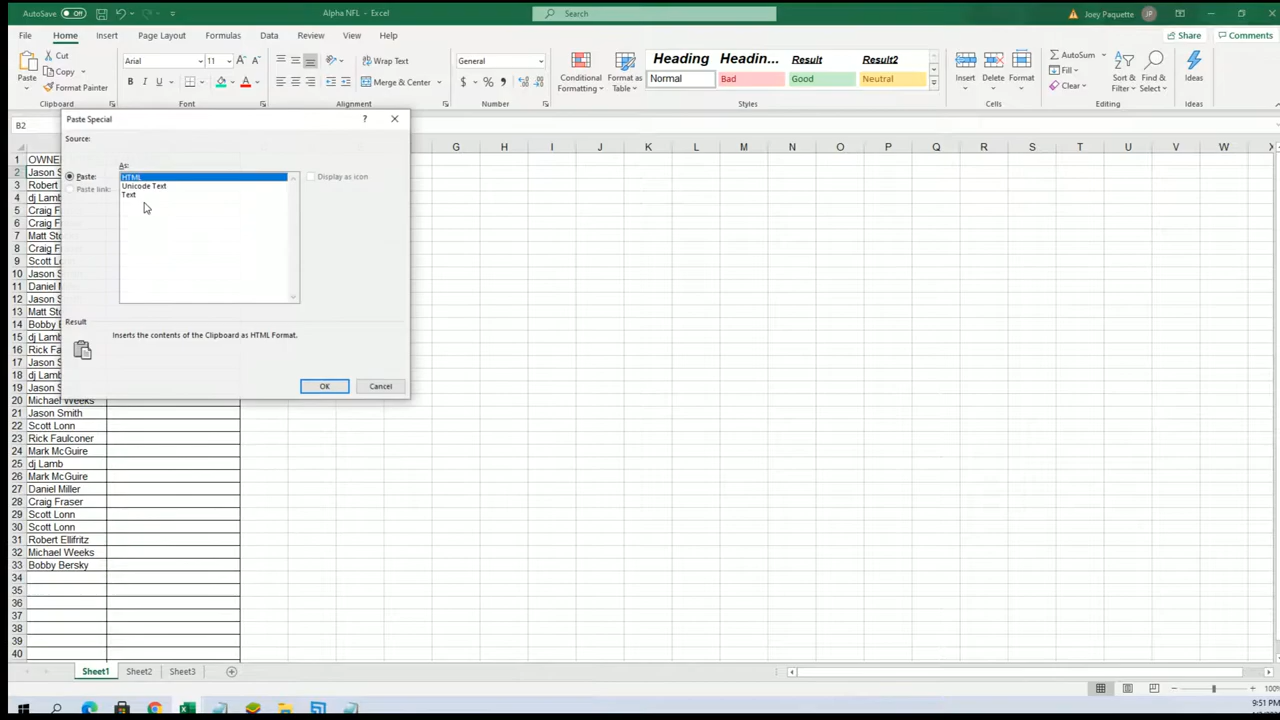 AutoSave Off Alpha NFL - Excel Search Joey Paquette JP
File Home Insert Page Layout Formulas Data Review View Help Share Comments
Paste Cut Copy Format Painter Clipboard
Arial 11 B I U A A A Font
Wrap Text Merge & Center Alignment
General $ % , Number
Conditional Formatting Format as Table
Heading Headin... Result Result2
Normal Bad Good Neutral Styles
Insert Delete Format Cells
AutoSum Fill Clear Sort & Filter Find & Select Editing
Ideas Ideas
B2
Paste Special ? ×
Source:
As:
Paste:
Paste link:
HTML
Unicode Text
Text
Display as icon
Result
Inserts the contents of the Clipboard as HTML Format.
OK Cancel
G H I J K L M N O P Q R S T U V W X
1 OWNE
2 Jason S
3 Robert
4 dj Lamb
5 Craig F
6 Craig F
7 Matt Sto
8 Craig F
9 Scott Lo
10 Jason S
11 Daniel M
12 Jason S
13 Matt Sto
14 Bobby B
15 dj Lamb
16 Rick Fa
17 Jason S
18 dj Lamb
19 Jason S
20 Michael Weeks
21 Jason Smith
22 Scott Lonn
23 Rick Faulconer
24 Mark McGuire
25 dj Lamb
26 Mark McGuire
27 Daniel Miller
28 Craig Fraser
29 Scott Lonn
30 Scott Lonn
31 Robert Ellifritz
32 Michael Weeks
33 Bobby Bersky
34
35
36
37
38
39
40
Sheet1 Sheet2 Sheet3
100%
9:51 PM